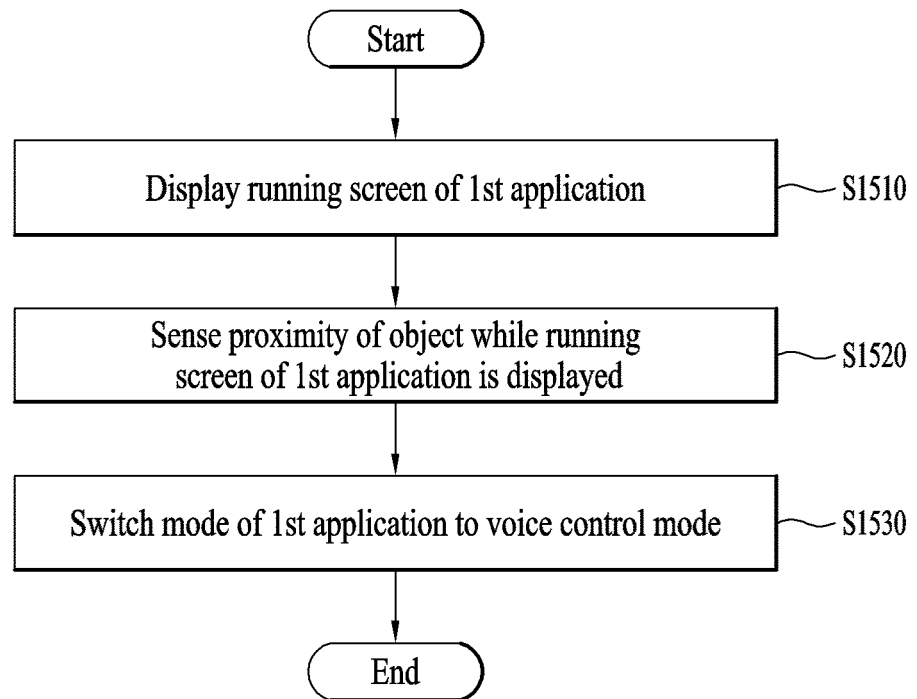 Start
Display running screen of 1st application
S1510
Sense proximity of object while running
screen of 1st application is displayed
S1520
Switch mode of 1st application to voice control mode
S1530
End